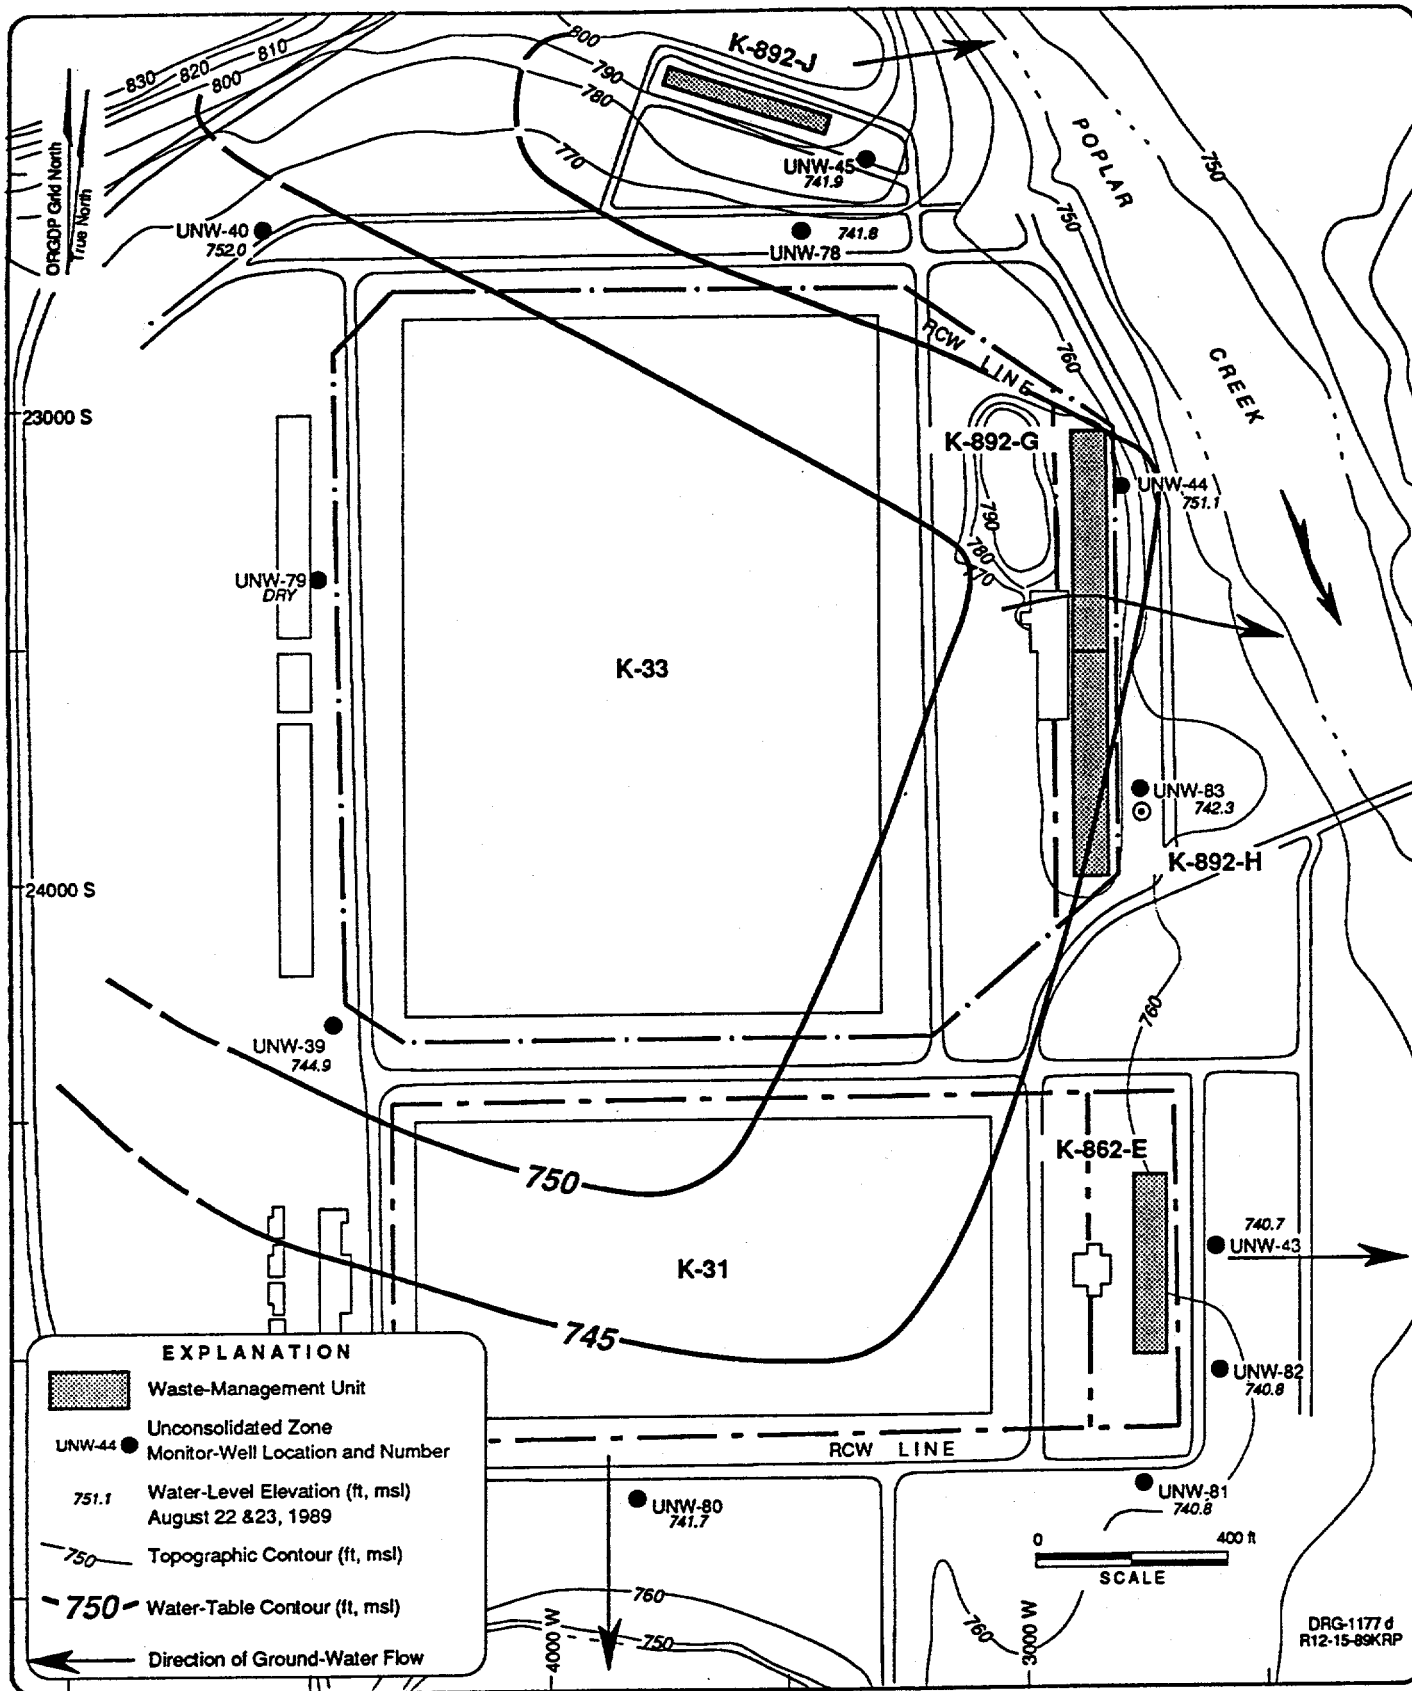 800
K-892-J
830
820
810
800
790
780
770
ORGDP Grid North
True North
POPLAR
750
UNW-45
741.9
750
UNW-40
752.0
741.8
UNW-78
RCW LINE
760
CREEK
23000 S
K-892-G
UNW-44
751.1
790
780
770
UNW-79
DRY
K-33
UNW-83
742.3
K-892-H
24000 S
760
UNW-39
744.9
K-862-E
750
740.7
UNW-43
K-31
745
UNW-82
740.8
EXPLANATION
Waste-Management Unit
UNW-44
Unconsolidated Zone
Monitor-Well Location and Number
751.1
Water-Level Elevation (ft, msl)
August 22 &23, 1989
750
Topographic Contour (ft, msl)
750
Water-Table Contour (ft, msl)
Direction of Ground-Water Flow
RCW LINE
UNW-80
741.7
UNW-81
740.8
0
400 ft
SCALE
760
750
760
4000 W
3000 W
DRG-1177 d
R12-15-89KRP